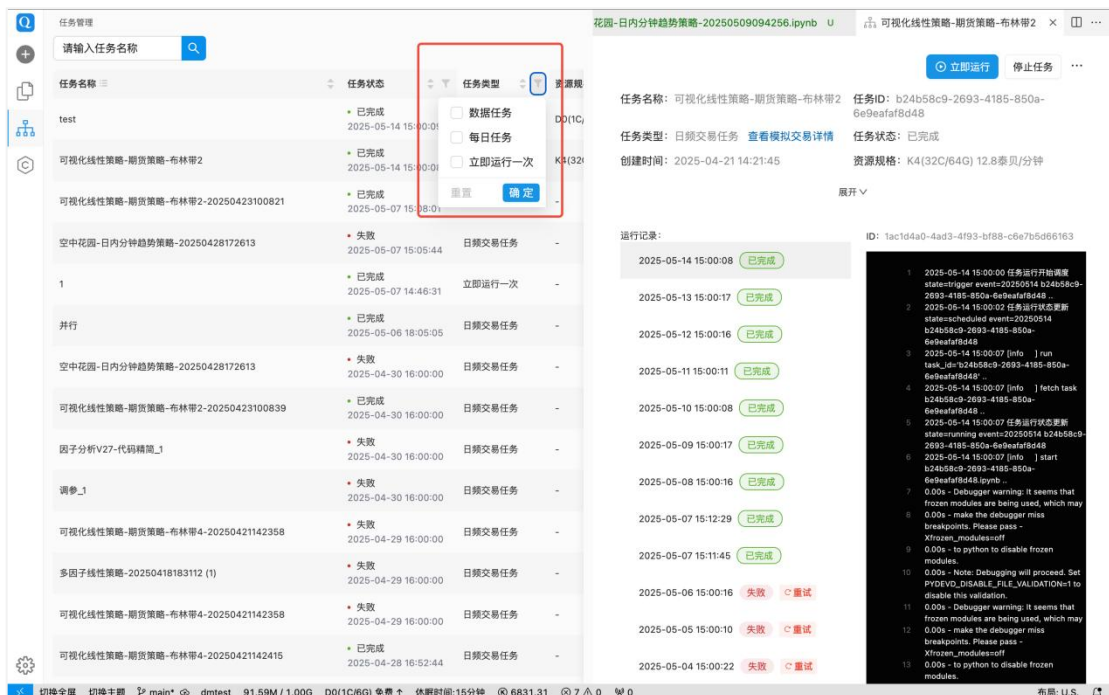 任务管理
花园-日内分钟趋势策略-20250509094256.ipynb U
可视化线性策略-期货策略-布林带2
请输入任务名称
立即运行
停止任务
任务名称
任务状态
任务类型
资源规
数据任务
每日任务
立即运行一次
重置
确定
test
已完成
2025-05-14 15:00:0
D0(1C/
可视化线性策略-期货策略-布林带2
已完成
2025-05-14 15:00:0
K4(32
可视化线性策略-期货策略-布林带2-20250423100821
已完成
2025-05-07 15:08:01
-
空中花园-日内分钟趋势策略-20250428172613
失败
2025-05-07 15:05:44
日频交易任务
-
1
已完成
2025-05-07 14:46:31
立即运行一次
-
并行
已完成
2025-05-06 18:05:05
日频交易任务
-
空中花园-日内分钟趋势策略-20250428172613
失败
2025-04-30 16:00:00
日频交易任务
-
可视化线性策略-期货策略-布林带2-20250423100839
已完成
2025-04-30 16:00:00
日频交易任务
-
因子分析V27-代码精简_1
失败
2025-04-30 16:00:00
日频交易任务
-
调参_1
失败
2025-04-30 16:00:00
日频交易任务
-
可视化线性策略-期货策略-布林带4-20250421142358
失败
2025-04-29 16:00:00
日频交易任务
-
多因子线性策略-20250418183112 (1)
失败
2025-04-29 16:00:00
日频交易任务
-
可视化线性策略-期货策略-布林带4-20250421142358
失败
2025-04-29 16:00:00
日频交易任务
-
可视化线性策略-期货策略-布林带4-20250421142415
已完成
2025-04-28 16:52:44
日频交易任务
-
任务名称: 可视化线性策略-期货策略-布林带2
任务ID: b24b58c9-2693-4185-850a-
6e9eafaf8d48
任务类型: 日频交易任务 查看模拟交易详情
任务状态: 已完成
创建时间: 2025-04-21 14:21:45
资源规格: K4(32C/64G) 12.8泰贝/分钟
展开
运行记录:
2025-05-14 15:00:08 已完成
2025-05-13 15:00:17 已完成
2025-05-12 15:00:16 已完成
2025-05-11 15:00:11 已完成
2025-05-10 15:00:08 已完成
2025-05-09 15:00:17 已完成
2025-05-08 15:00:16 已完成
2025-05-07 15:12:29 已完成
2025-05-07 15:11:45 已完成
2025-05-06 15:00:16 失败 重试
2025-05-05 15:00:10 失败 重试
2025-05-04 15:00:22 失败 重试
ID: 1ac1d4a0-4ad3-4f93-bf88-c6e7b5d66163
1 2025-05-14 15:00:00 任务运行开始调度
state=trigger event=20250514 b24b58c9-
2693-4185-850a-6e9eafaf8d48 ..
2 2025-05-14 15:00:02 任务运行状态更新
state=scheduled event=20250514
b24b58c9-2693-4185-850a-
6e9eafaf8d48
3 2025-05-14 15:00:07 [info ] run
task_id='b24b58c9-2693-4185-850a-
6e9eafaf8d48' ..
4 2025-05-14 15:00:07 [info ] fetch task
b24b58c9-2693-4185-850a-
6e9eafaf8d48 ..
5 2025-05-14 15:00:07 任务运行状态更新
state=running event=20250514 b24b58c9-
2693-4185-850a-6e9eafaf8d48
6 2025-05-14 15:00:07 [info ] start
b24b58c9-2693-4185-850a-
6e9eafaf8d48.ipynb ..
7 0.00s - Debugger warning: It seems that
frozen modules are being used, which may
8 0.00s - make the debugger miss
breakpoints. Please pass -
Xfrozen_modules=off
9 0.00s - to python to disable frozen
modules.
10 0.00s - Note: Debugging will proceed. Set
PYDEVD_DISABLE_FILE_VALIDATION=1 to
disable this validation.
11 0.00s - Debugger warning: It seems that
frozen modules are being used, which may
12 0.00s - make the debugger miss
breakpoints. Please pass -
Xfrozen_modules=off
13 0.00s - to python to disable frozen
切换全屏 切换主题 main* dmtest 91.59M / 1.00G D0(1C/6G) 免费↑ 休眠时间:15分钟 6831.31 7 0 0 布局: U.S.